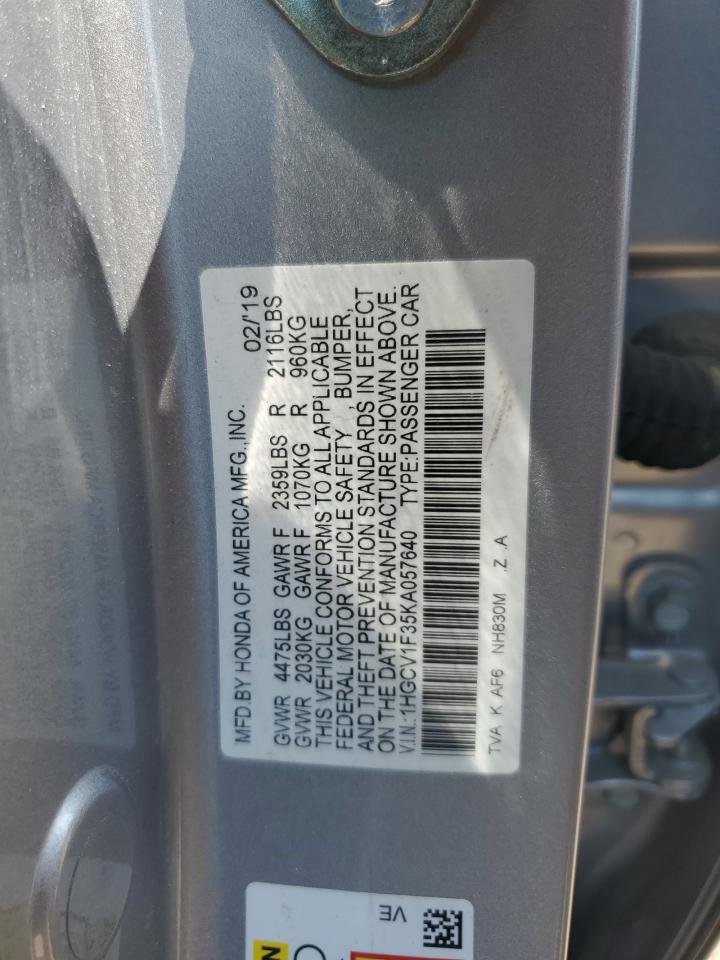 MFD.BY HONDA OF AMERICA MFG.,INC. 02/'19
GVWR 4475LBS GAWR F 2359LBS R 2116LBS
GVWR 2030KG GAWR F 1070KG R 960KG
THIS VEHICLE CONFORMS TO ALL APPLICABLE
FEDERAL MOTOR VEHICLE SAFETY , BUMPER,
AND THEFT PREVENTION STANDARDS IN EFFECT
ON THE DATE OF MANUFACTURE SHOWN ABOVE.
V.I.N.: 1HGCV1F35KA057640 TYPE:PASSENGER CAR
TVA K AF6 NH830M .Z .A
VE